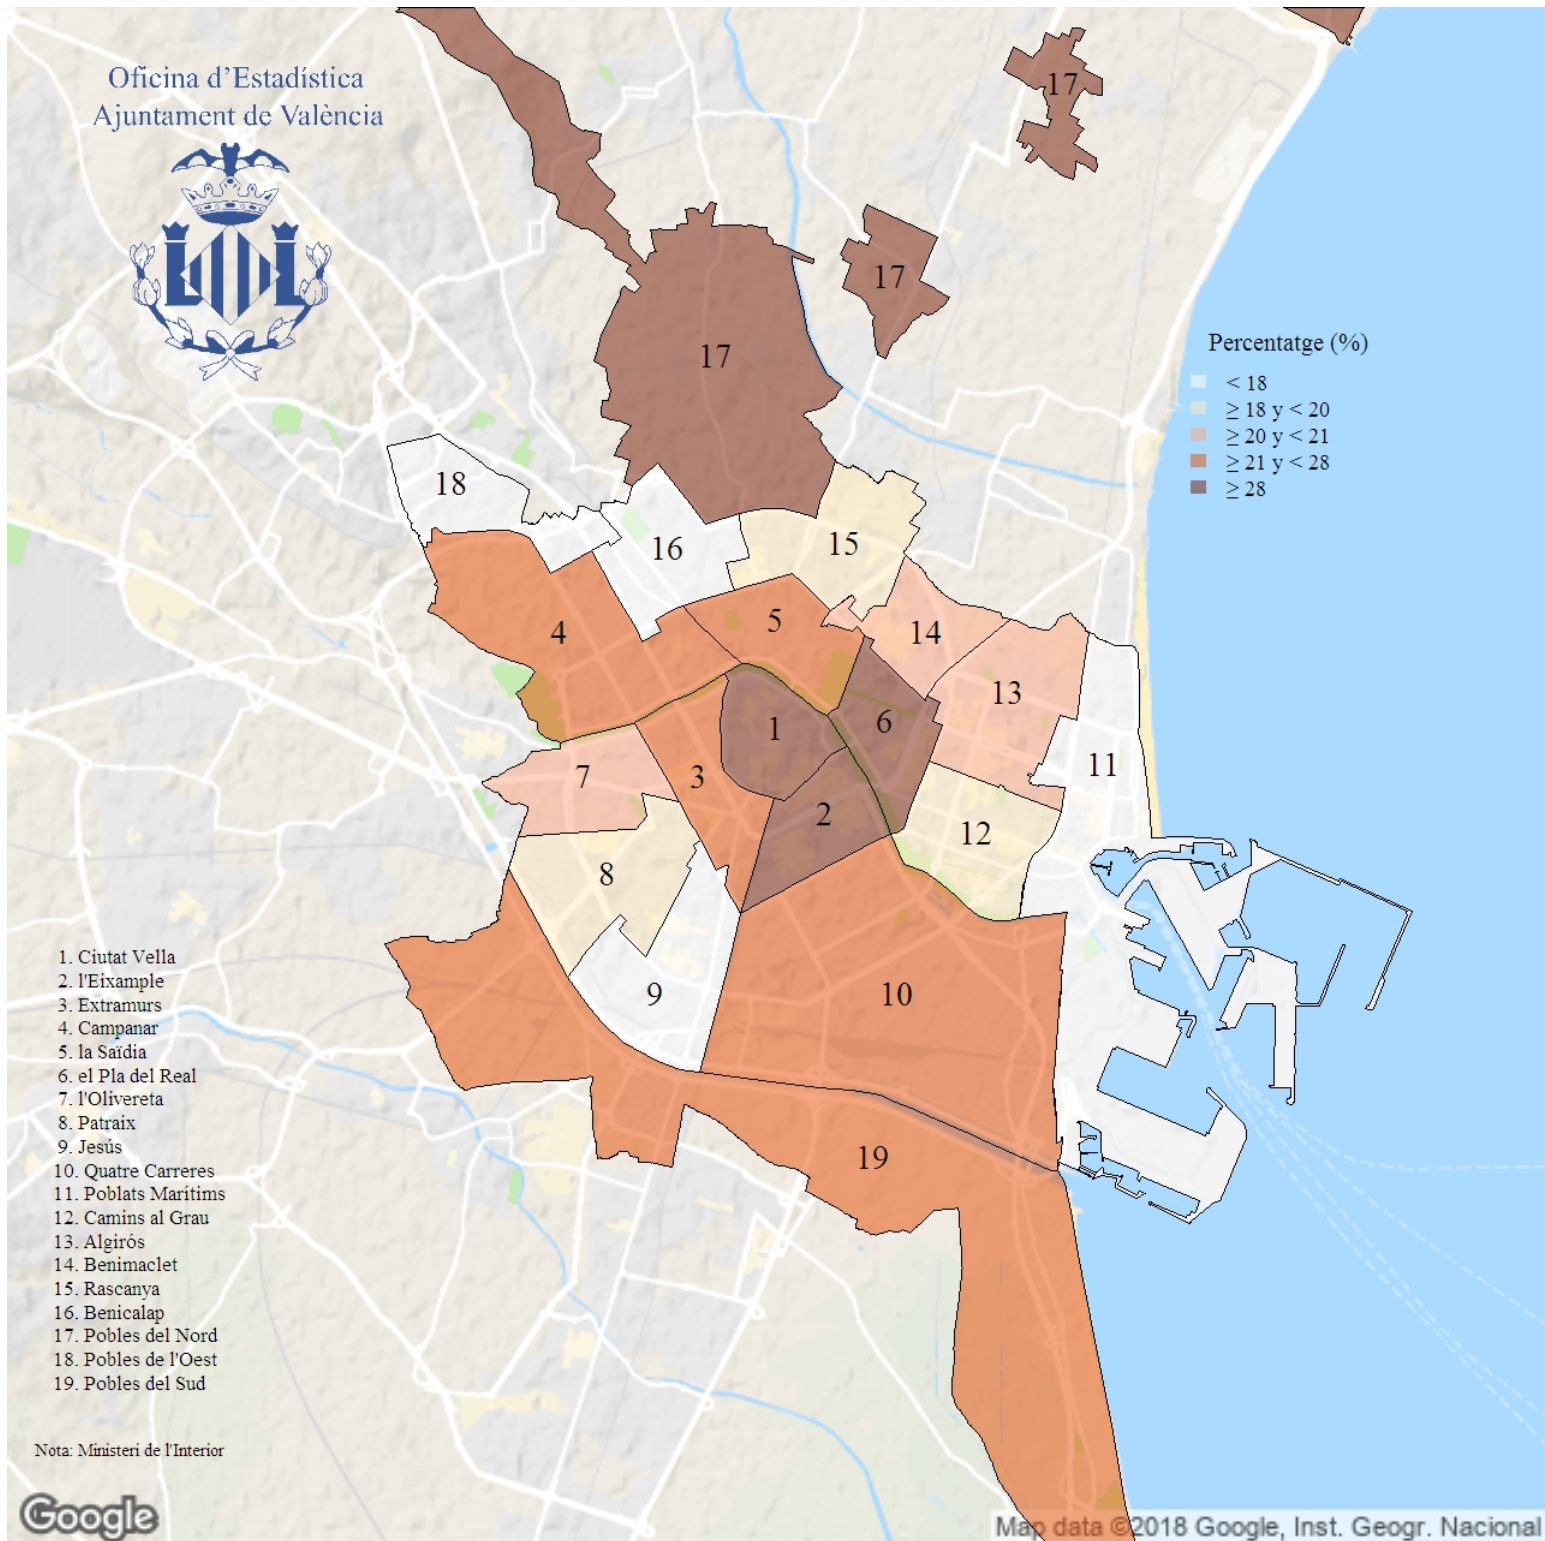 Oficina d'Estadística
Ajuntament de València
17
17
17
Percentatge (%)
< 18
≥ 18 y < 20
≥ 20 y < 21
≥ 21 y < 28
≥ 28
18
16
15
5
4
14
13
6
1
11
7
3
2
12
8
9
10
19
1. Ciutat Vella
2. l'Eixample
3. Extramurs
4. Campanar
5. la Saïdia
6. el Pla del Real
7. l'Olivereta
8. Patraix
9. Jesús
10. Quatre Carreres
11. Poblats Marítims
12. Camins al Grau
13. Algirós
14. Benimaclet
15. Rascanya
16. Benicalap
17. Pobles del Nord
18. Pobles de l'Oest
19. Pobles del Sud
Nota: Ministeri de l'Interior
Google
Map data ©2018 Google, Inst. Geogr. Nacional